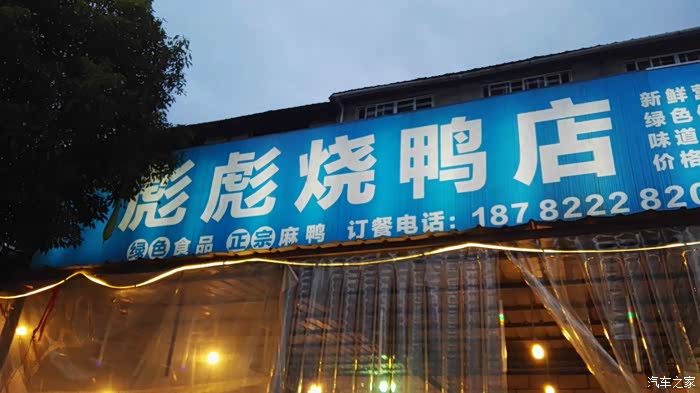 彪彪烧鸭店
绿色食品 正宗麻鸭 订餐电话：187 8222 820
新鲜
绿色
味道
价格
汽车之家